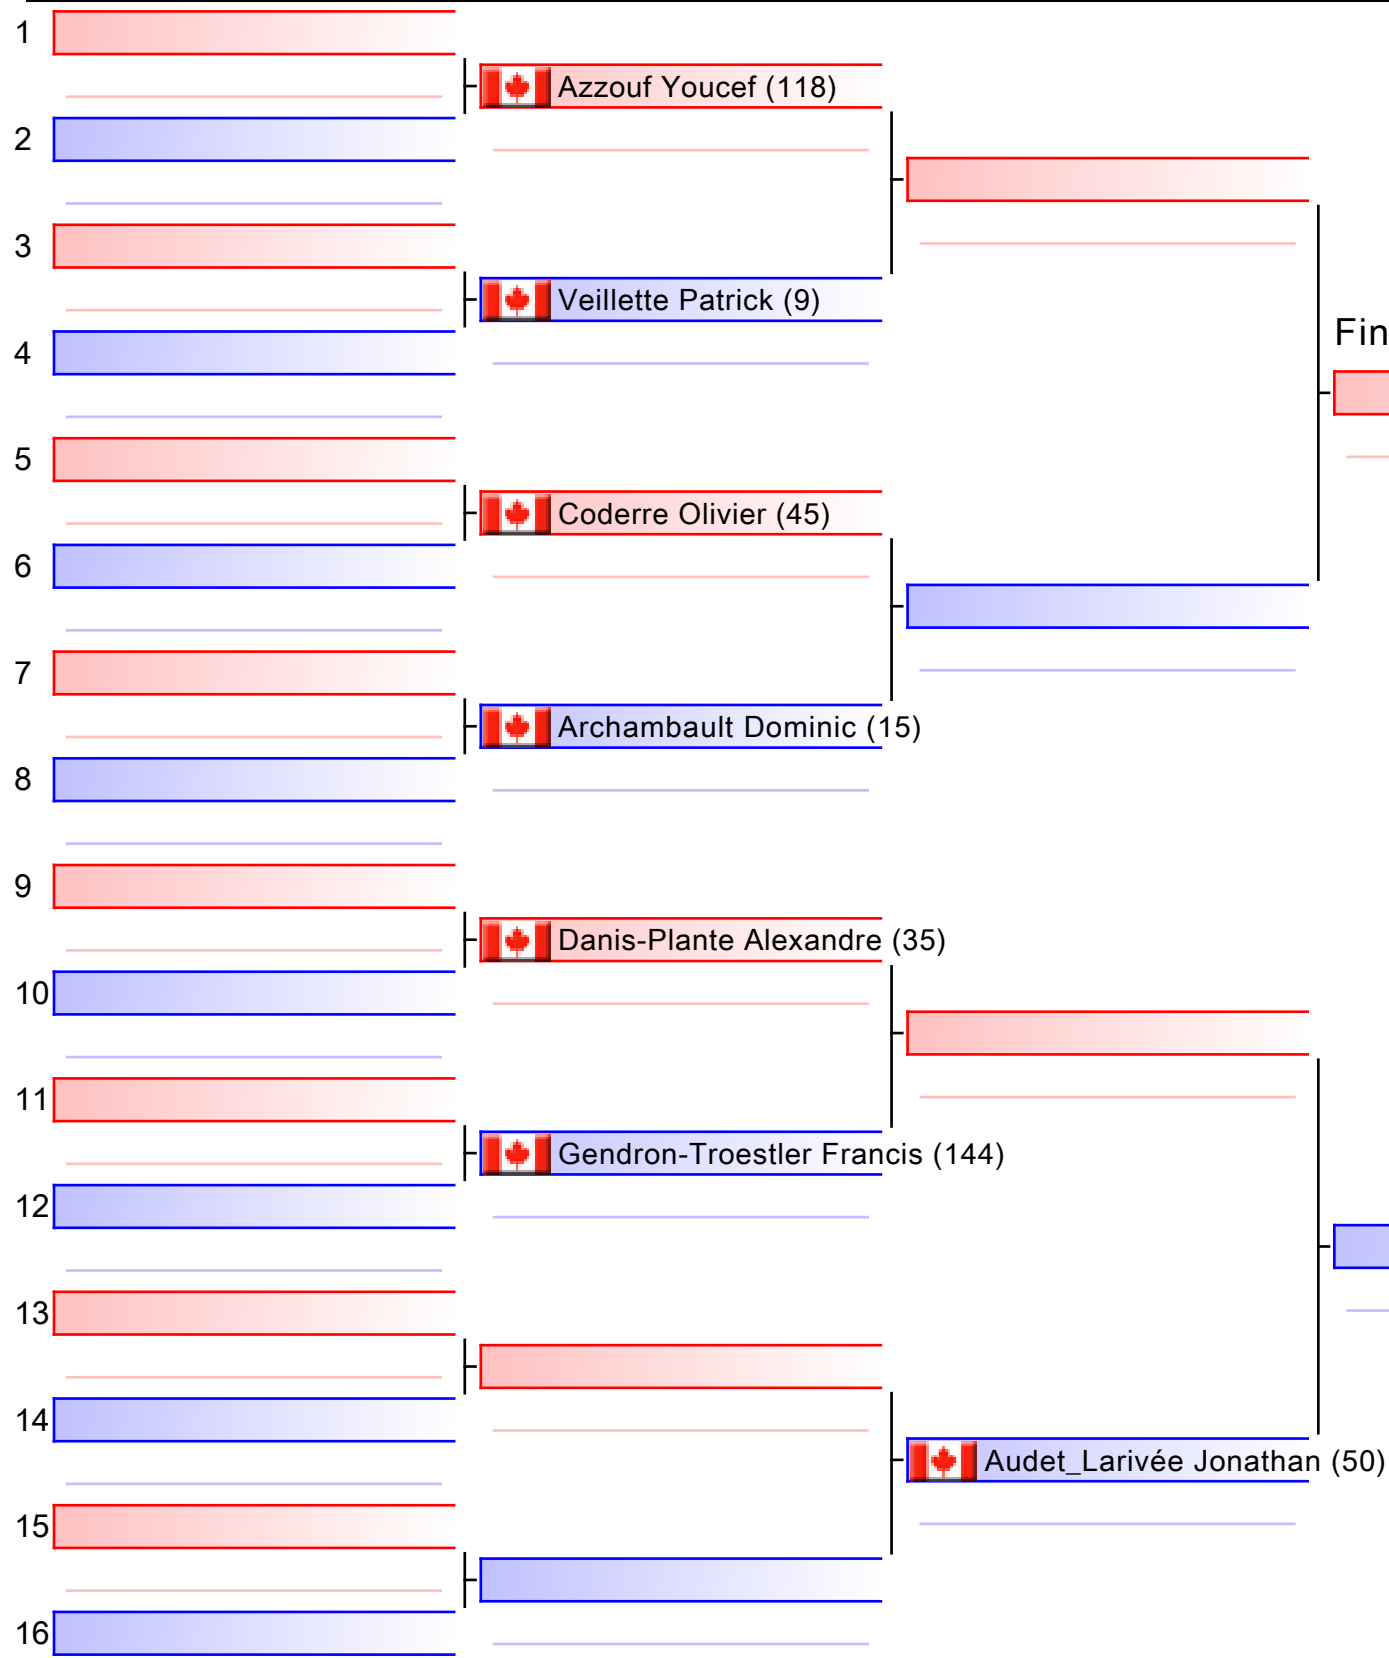 1
Azzouf Youcef (118)
2
3
Veillette Patrick (9)
Fin
4
5
Coderre Olivier (45)
6
7
Archambault Dominic (15)
8
9
Danis-Plante Alexandre (35)
10
11
Gendron-Troestler Francis (144)
12
13
14
Audet_Larivée Jonathan (50)
15
16